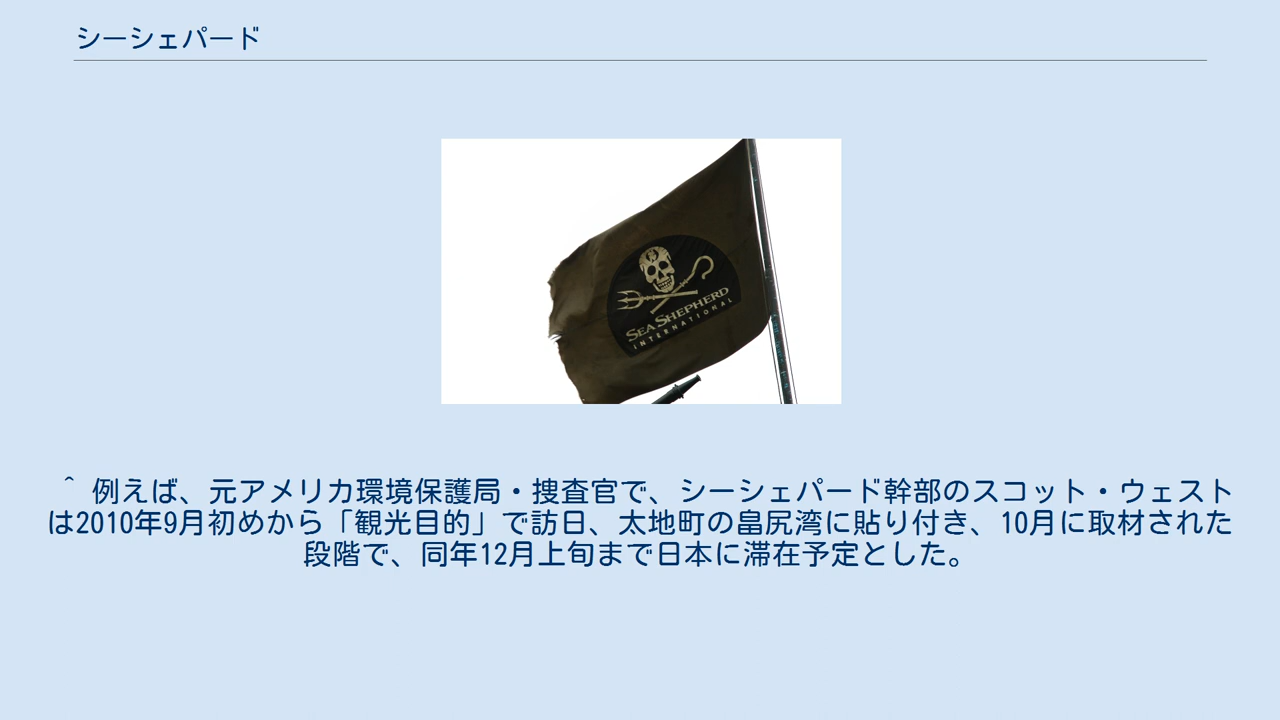 シーシェパード
SEA SHEPHERD
INTERNATIONAL
^ 例えば、元アメリカ環境保護局・捜査官で、シーシェパード幹部のスコット・ウェスト
は2010年9月初めから「観光目的」で訪日、太地町の畠尻湾に貼り付き、10月に取材された
段階で、同年12月上旬まで日本に滞在予定とした。